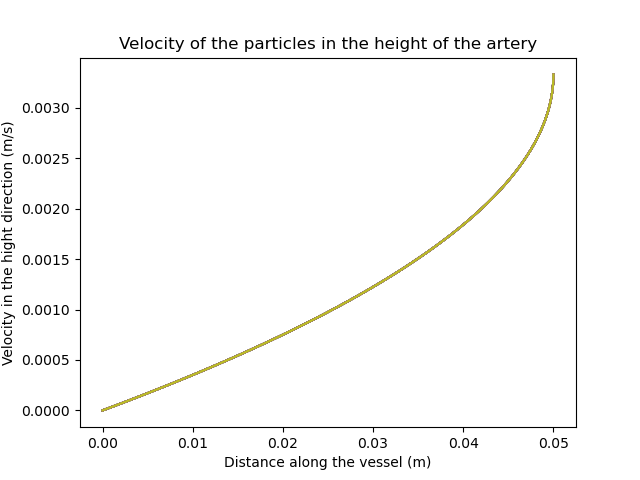 Velocity of the particles in the height of the artery
Velocity in the hight direction (m/s)
0.0030
0.0025
0.0020
0.0015
0.0010
0.0005
0.0000
0.00 0.01 0.02 0.03 0.04 0.05
Distance along the vessel (m)